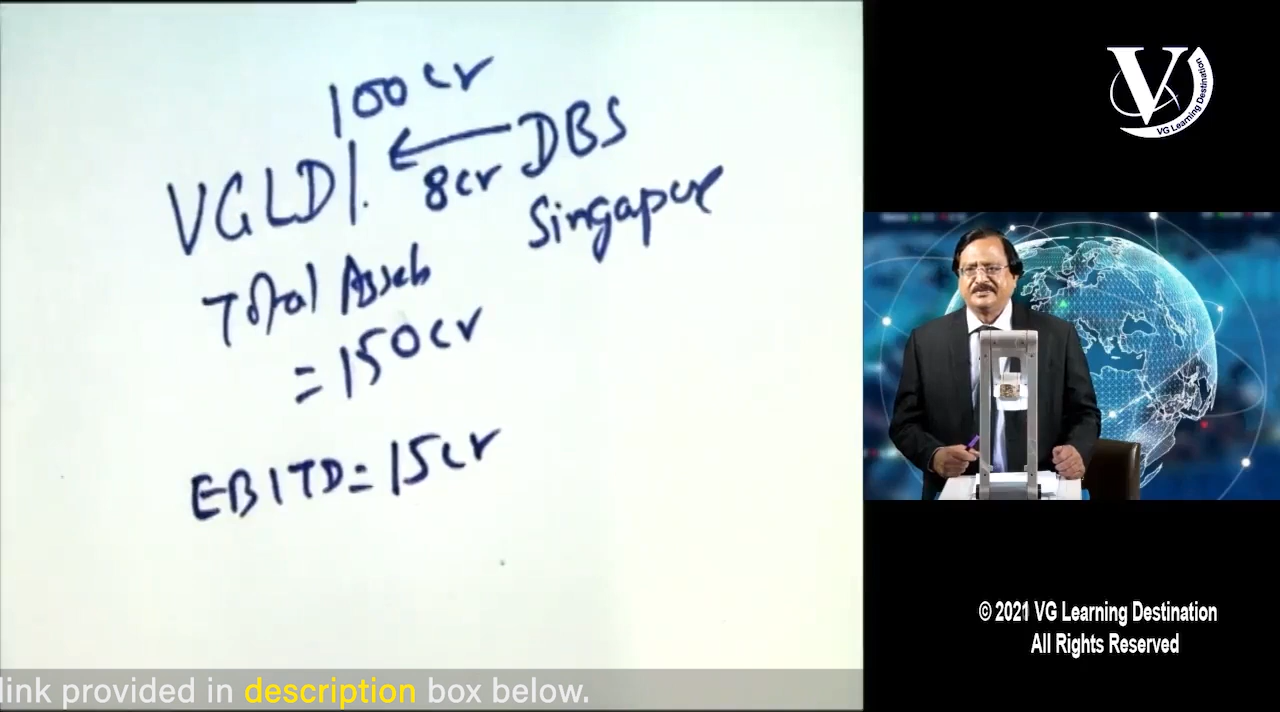 100 cr
VGLD| ← DBS
8cr
Singapore
Total Assets
= 150 cr
EBITD = 15 cr
V
VG Learning Destination
© 2021 VG Learning Destination
All Rights Reserved
link provided in description box below.